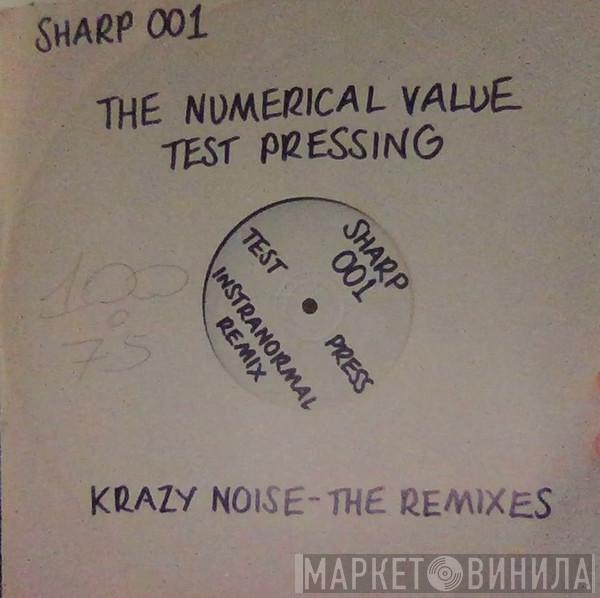 SHARP 001
THE NUMERICAL VALUE
TEST PRESSING
SHARP
001
TEST
PRESS
INSTRANORMAL
REMIX
100
75
KRAZY NOISE - THE REMIXES
МАРКЕТ ВИНИЛА